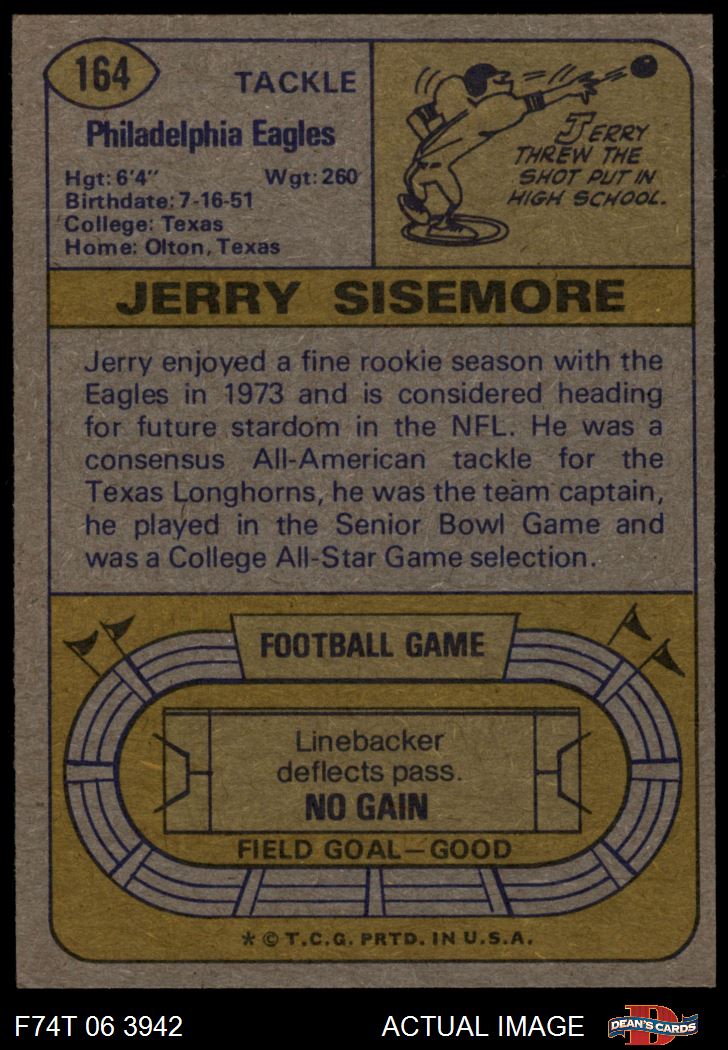 164
TACKLE
Philadelphia Eagles
Hgt: 6'4" Wgt: 260
Birthdate: 7-16-51
College: Texas
Home: Olton, Texas
JERRY
THREW THE
SHOT PUT IN
HIGH SCHOOL.
JERRY SISEMORE
Jerry enjoyed a fine rookie season with the
Eagles in 1973 and is considered heading
for future stardom in the NFL. He was a
consensus All-American tackle for the
Texas Longhorns, he was the team captain,
he played in the Senior Bowl Game and
was a College All-Star Game selection.
FOOTBALL GAME
Linebacker
deflects pass.
NO GAIN
FIELD GOAL—GOOD
* © T.C.G. PRTD. IN U.S.A.
F74T 06 3942 ACTUAL IMAGE
D
DEAN'S CARDS